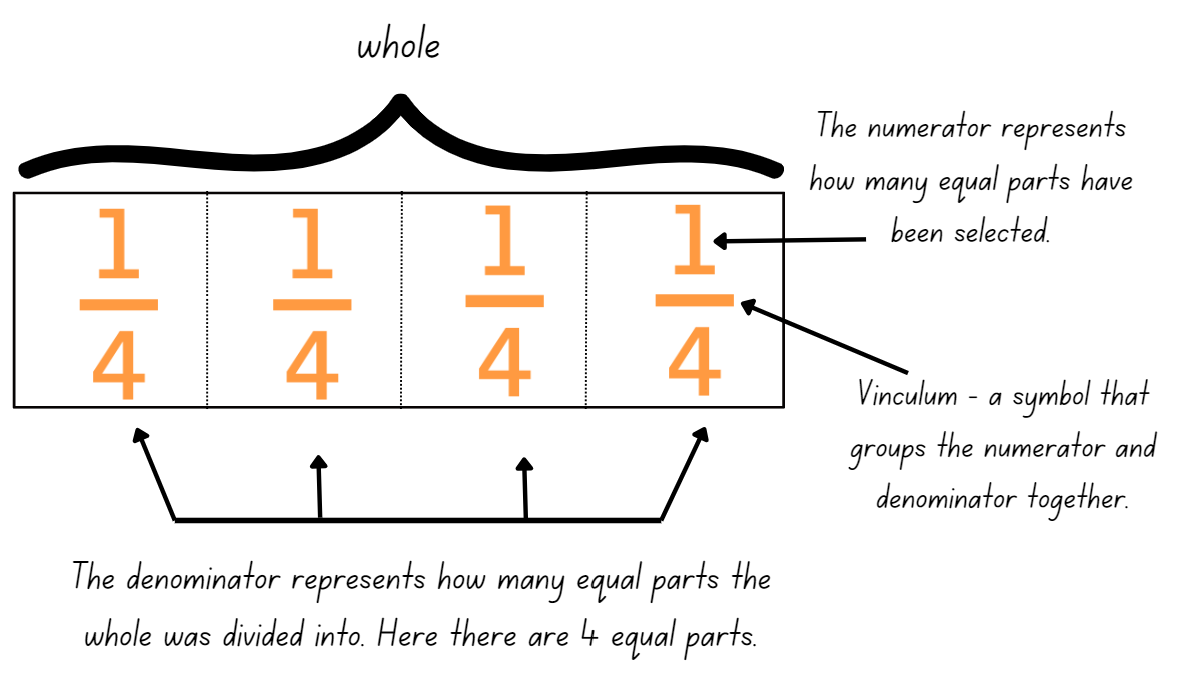 whole
The numerator represents
how many equal parts have
been selected.
1 1 1 1
4 4 4 4
Vinculum - a symbol that
groups the numerator and
denominator together.
The denominator represents how many equal parts the
whole was divided into. Here there are 4 equal parts.